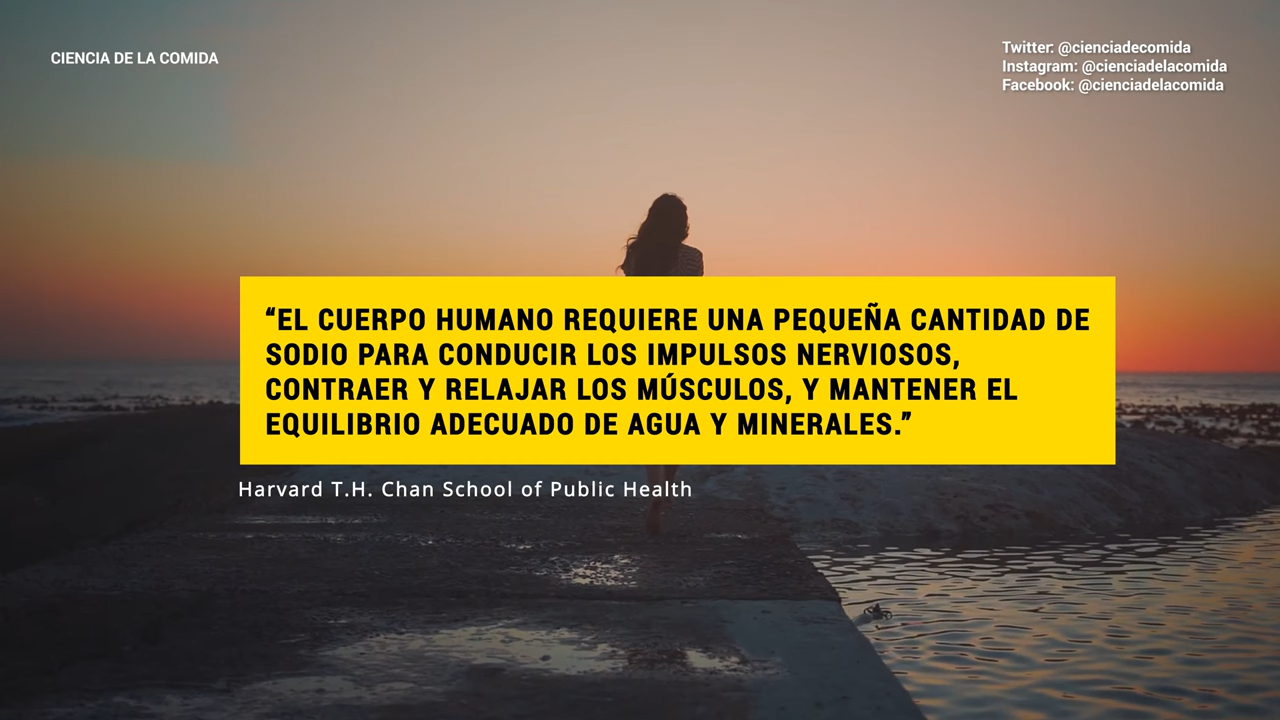 CIENCIA DE LA COMIDA
Twitter: @cienciadecomida
Instagram: @cienciadelacomida
Facebook: @cienciadelacomida
“EL CUERPO HUMANO REQUIERE UNA PEQUEÑA CANTIDAD DE
SODIO PARA CONDUCIR LOS IMPULSOS NERVIOSOS,
CONTRAER Y RELAJAR LOS MÚSCULOS, Y MANTENER EL
EQUILIBRIO ADECUADO DE AGUA Y MINERALES.”
Harvard T.H. Chan School of Public Health